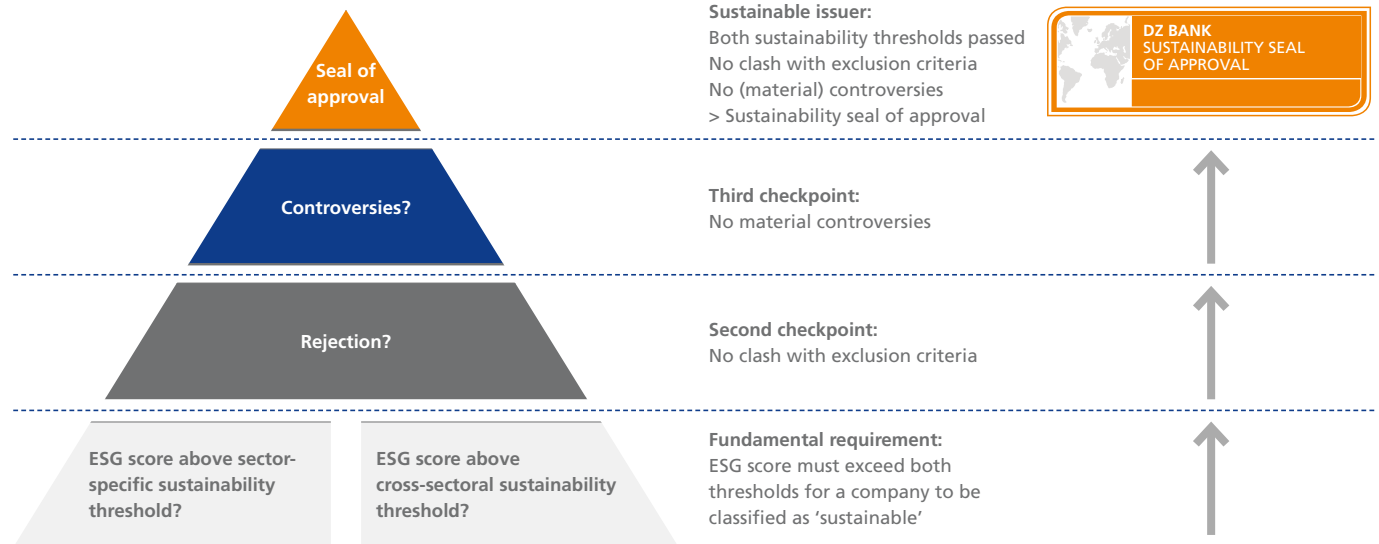 Seal of
approval
Sustainable issuer:
Both sustainability thresholds passed
No clash with exclusion criteria
No (material) controversies
> Sustainability seal of approval
DZ BANK
SUSTAINABILITY SEAL
OF APPROVAL
Controversies?
Third checkpoint:
No material controversies
Rejection?
Second checkpoint:
No clash with exclusion criteria
ESG score above sector-
specific sustainability
threshold?
ESG score above
cross-sectoral sustainability
threshold?
Fundamental requirement:
ESG score must exceed both
thresholds for a company to be
classified as ‘sustainable’